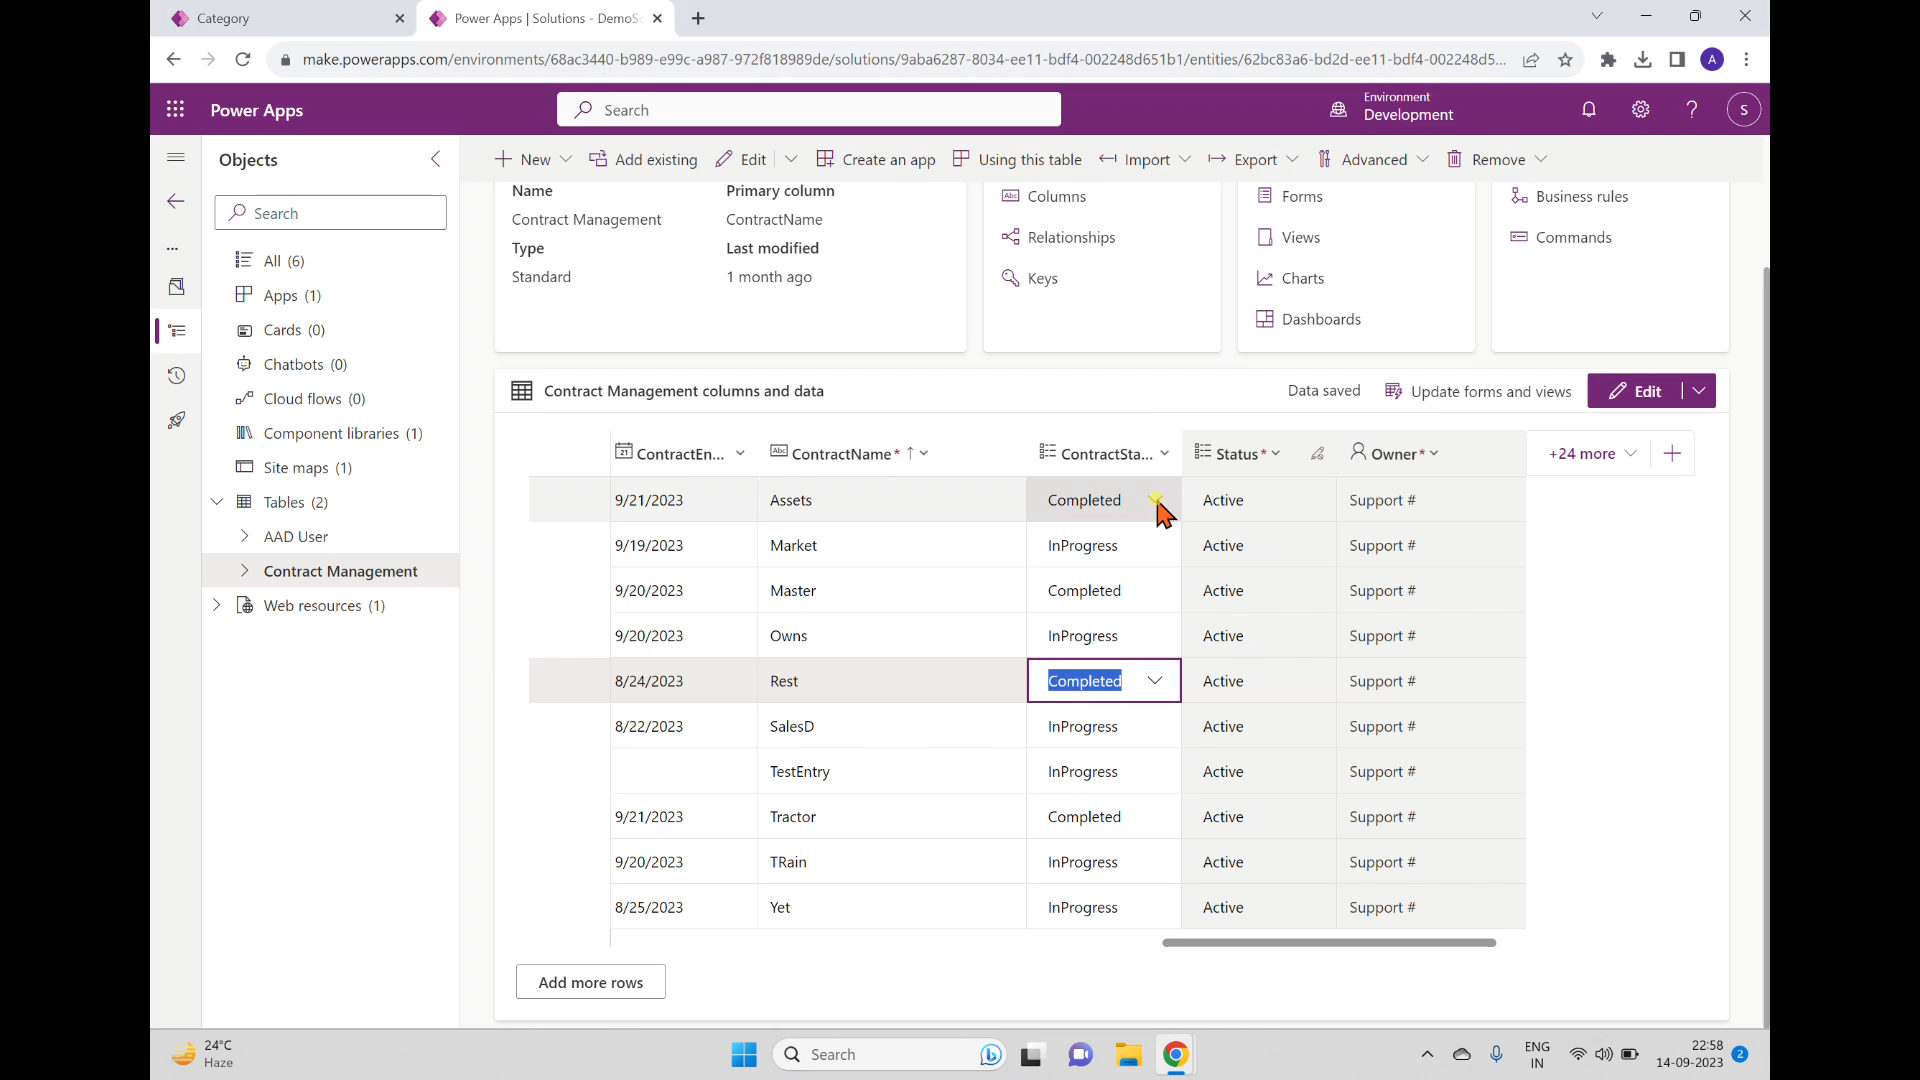 Category
Power Apps | Solutions - DemoSo
make.powerapps.com/environments/68ac3440-b989-e99c-a987-972f818989de/solutions/9aba6287-8034-ee11-bdf4-002248d651b1/entities/62bc83a6-bd2d-ee11-bdf4-002248d5...
A
Power Apps
Search
Environment
Development
?
S
Objects
New
Add existing
Edit
Create an app
Using this table
Import
Export
Advanced
Remove
Search
All (6)
Apps (1)
Cards (0)
Chatbots (0)
Cloud flows (0)
Component libraries (1)
Site maps (1)
Tables (2)
AAD User
Contract Management
Web resources (1)
Name
Primary column
Contract Management
ContractName
Type
Last modified
Standard
1 month ago
Columns
Relationships
Keys
Forms
Views
Charts
Dashboards
Business rules
Commands
Contract Management columns and data
Data saved
Update forms and views
Edit
ContractEn... ContractName * ContractSta... Status * Owner * +24 more
9/21/2023 Assets Completed Active Support #
9/19/2023 Market InProgress Active Support #
9/20/2023 Master Completed Active Support #
9/20/2023 Owns InProgress Active Support #
8/24/2023 Rest Completed Active Support #
8/22/2023 SalesD InProgress Active Support #
TestEntry InProgress Active Support #
9/21/2023 Tractor Completed Active Support #
9/20/2023 TRain InProgress Active Support #
8/25/2023 Yet InProgress Active Support #
Add more rows
24°C
Haze
Search
ENG
IN
22:58
14-09-2023
2